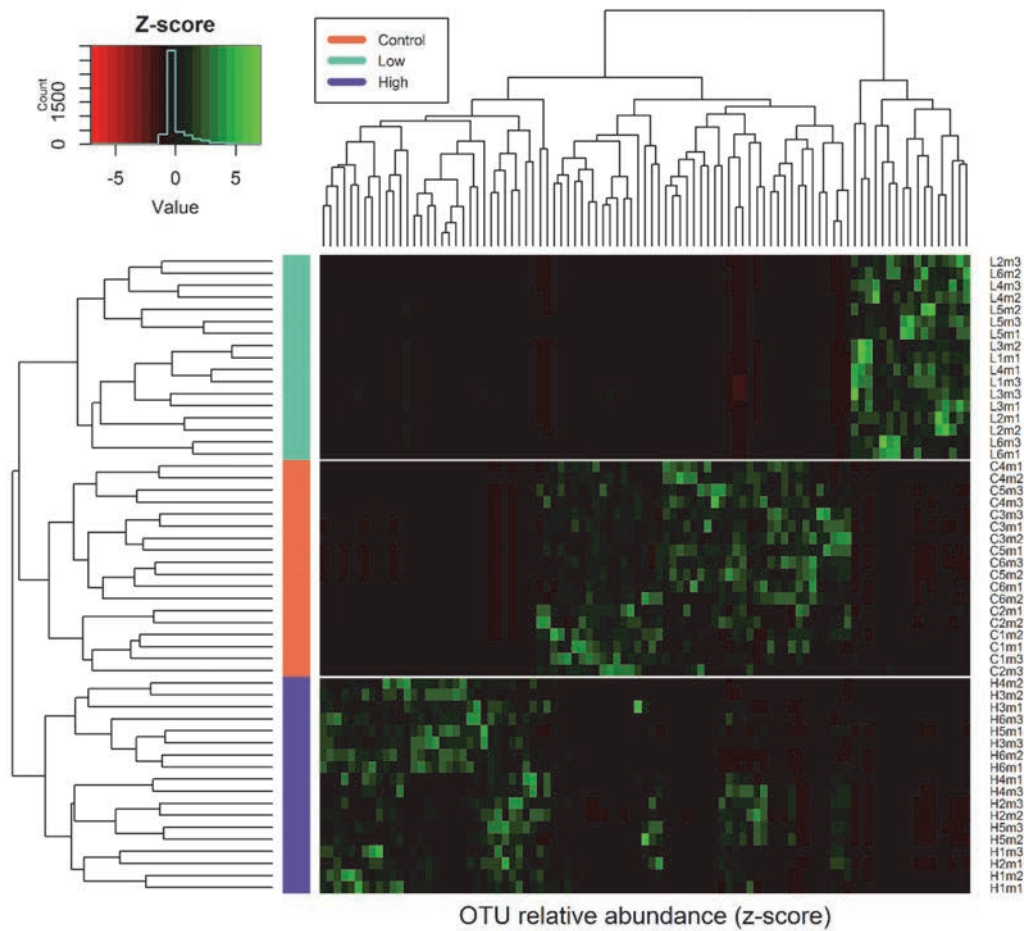 Z-score
Count
0 1500
-5 0 5
Value
Control
Low
High
L2m3
L6m2
L4m3
L4m2
L5m2
L5m3
L5m1
L3m2
L1m1
L4m1
L1m3
L3m3
L3m1
L2m1
L2m2
L6m3
L6m1
C4m1
C4m2
C5m3
C4m3
C3m3
C3m1
C3m2
C5m1
C6m3
C5m2
C6m1
C6m2
C2m1
C2m2
C1m2
C1m1
C1m3
C2m3
H4m2
H3m2
H3m1
H6m3
H5m1
H3m3
H6m2
H6m1
H4m1
H4m3
H2m3
H2m2
H5m3
H5m2
H1m3
H2m1
H1m2
H1m1
OTU relative abundance (z-score)